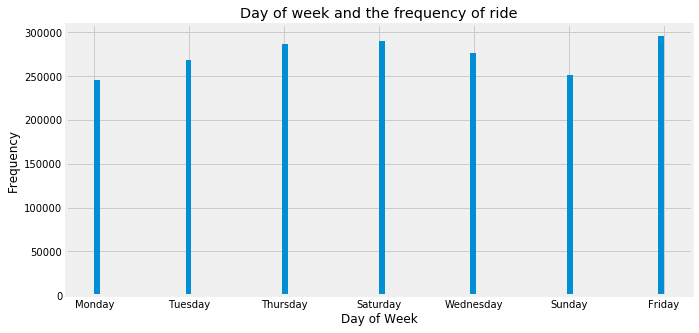 Day of week and the frequency of ride
300000
250000
200000
150000
100000
50000
0
Frequency
Monday Tuesday Thursday Saturday Wednesday Sunday Friday
Day of Week